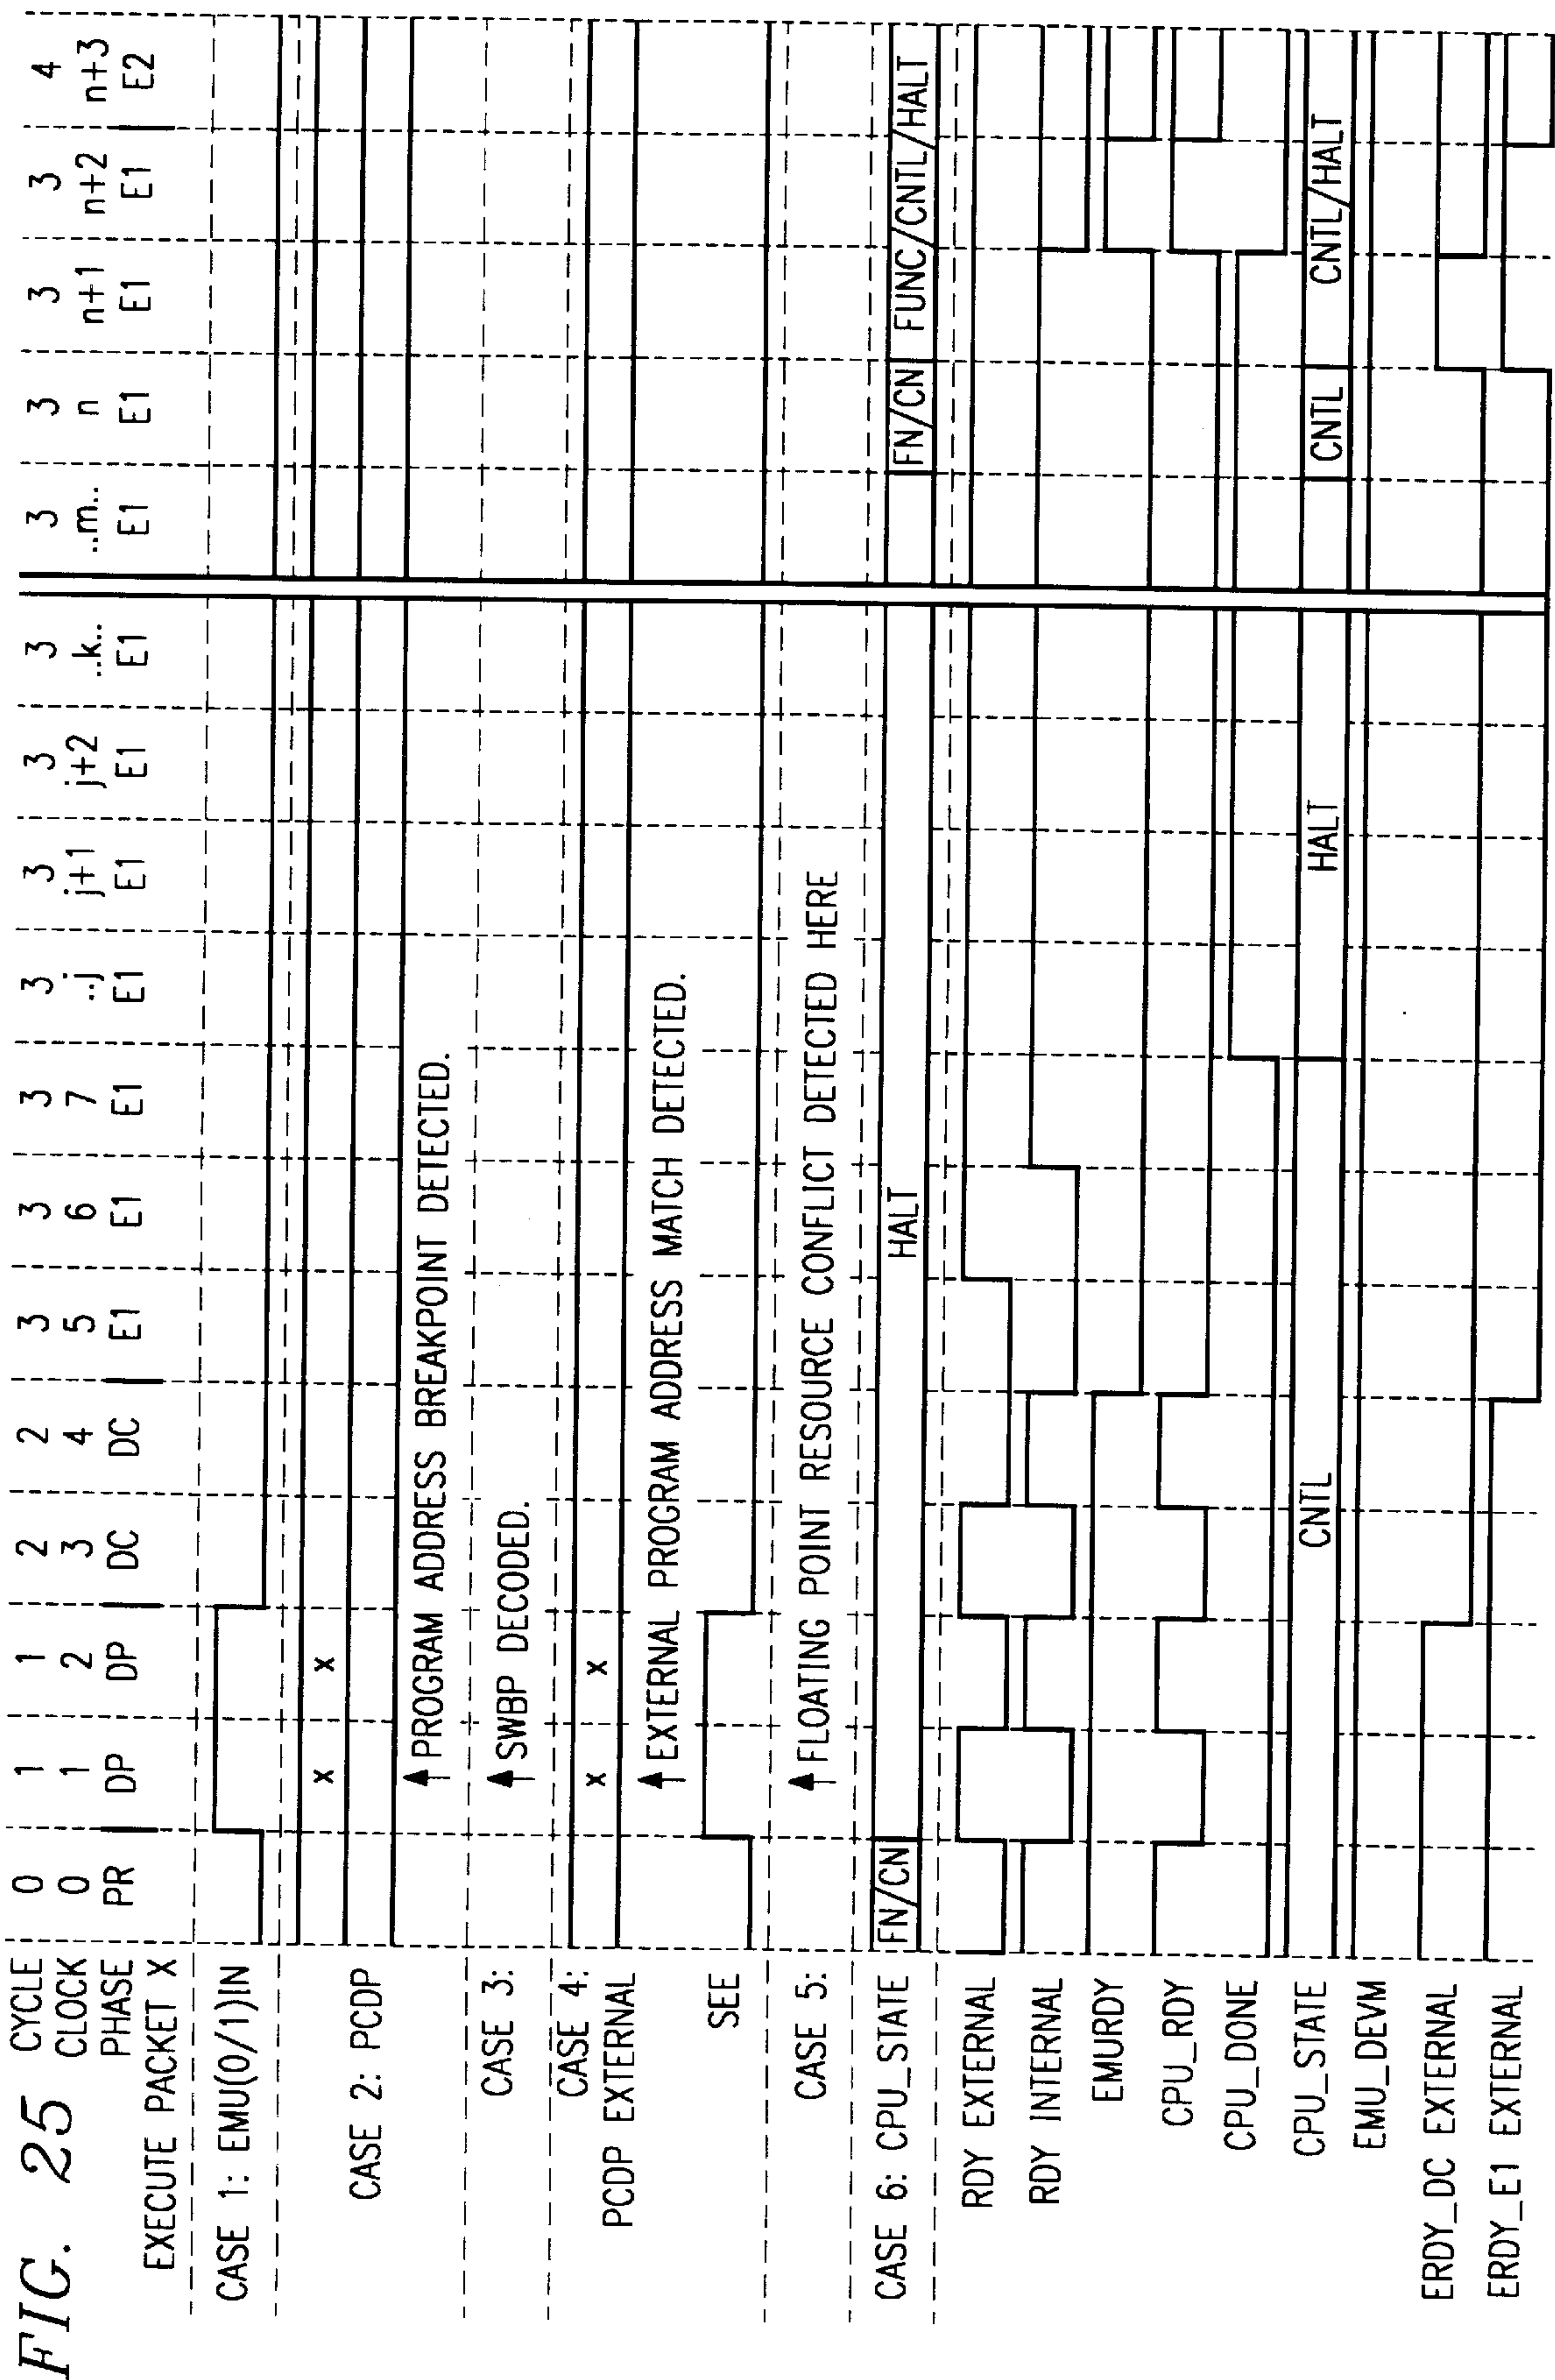 FIG. 25
CYCLE 0 1 1 2 2 3 3 3 3 3 3 3 3 3 3 3 4
CLOCK 0 1 2 3 4 5 6 7 ..j j+1 j+2 ..k.. ..m.. n n+1 n+2 n+3
PHASE PR DP DP DC DC E1 E1 E1 E1 E1 E1 E1 E1 E1 E1 E1 E2
EXECUTE PACKET X
CASE 1: EMU(0/1)IN
CASE 2: PCDP x x
PROGRAM ADDRESS BREAKPOINT DETECTED.
CASE 3: SWBP DECODED.
CASE 4:
PCDP EXTERNAL x x
EXTERNAL PROGRAM ADDRESS MATCH DETECTED.
SEE
CASE 5: FLOATING POINT RESOURCE CONFLICT DETECTED HERE
CASE 6: CPU_STATE FN/CN HALT FN/CN FUNC/CNTL/HALT
RDY EXTERNAL
RDY INTERNAL
EMURDY
CPU_RDY
CPU_DONE
CPU_STATE CNTL HALT CNTL CNTL/HALT
EMU_DEVM
ERDY_DC EXTERNAL
ERDY_E1 EXTERNAL